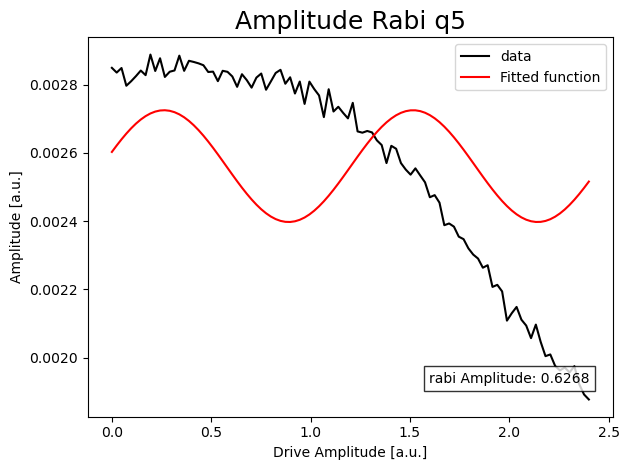 Amplitude Rabi q5
data
Fitted function
Amplitude [a.u.]
0.0028
0.0026
0.0024
0.0022
0.0020
rabi Amplitude: 0.6268
0.0
0.5
1.0
1.5
2.0
2.5
Drive Amplitude [a.u.]